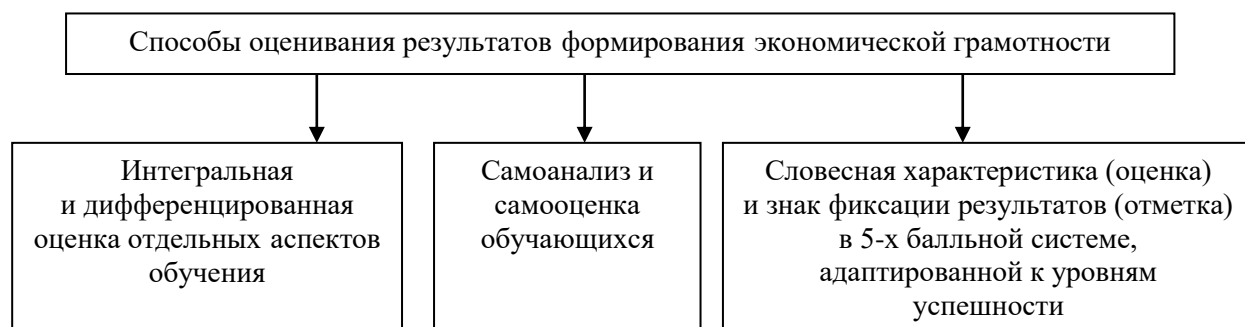 Способы оценивания результатов формирования экономической грамотности
Интегральная
и дифференцированная
оценка отдельных аспектов
обучения
Самоанализ и
самооценка
обучающихся
Словесная характеристика (оценка)
и знак фиксации результатов (отметка)
в 5-х балльной системе,
адаптированной к уровням
успешности